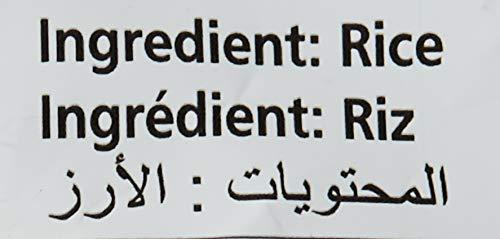 Ingredient: Rice
Ingrédient: Riz
المحتويات : الأرز